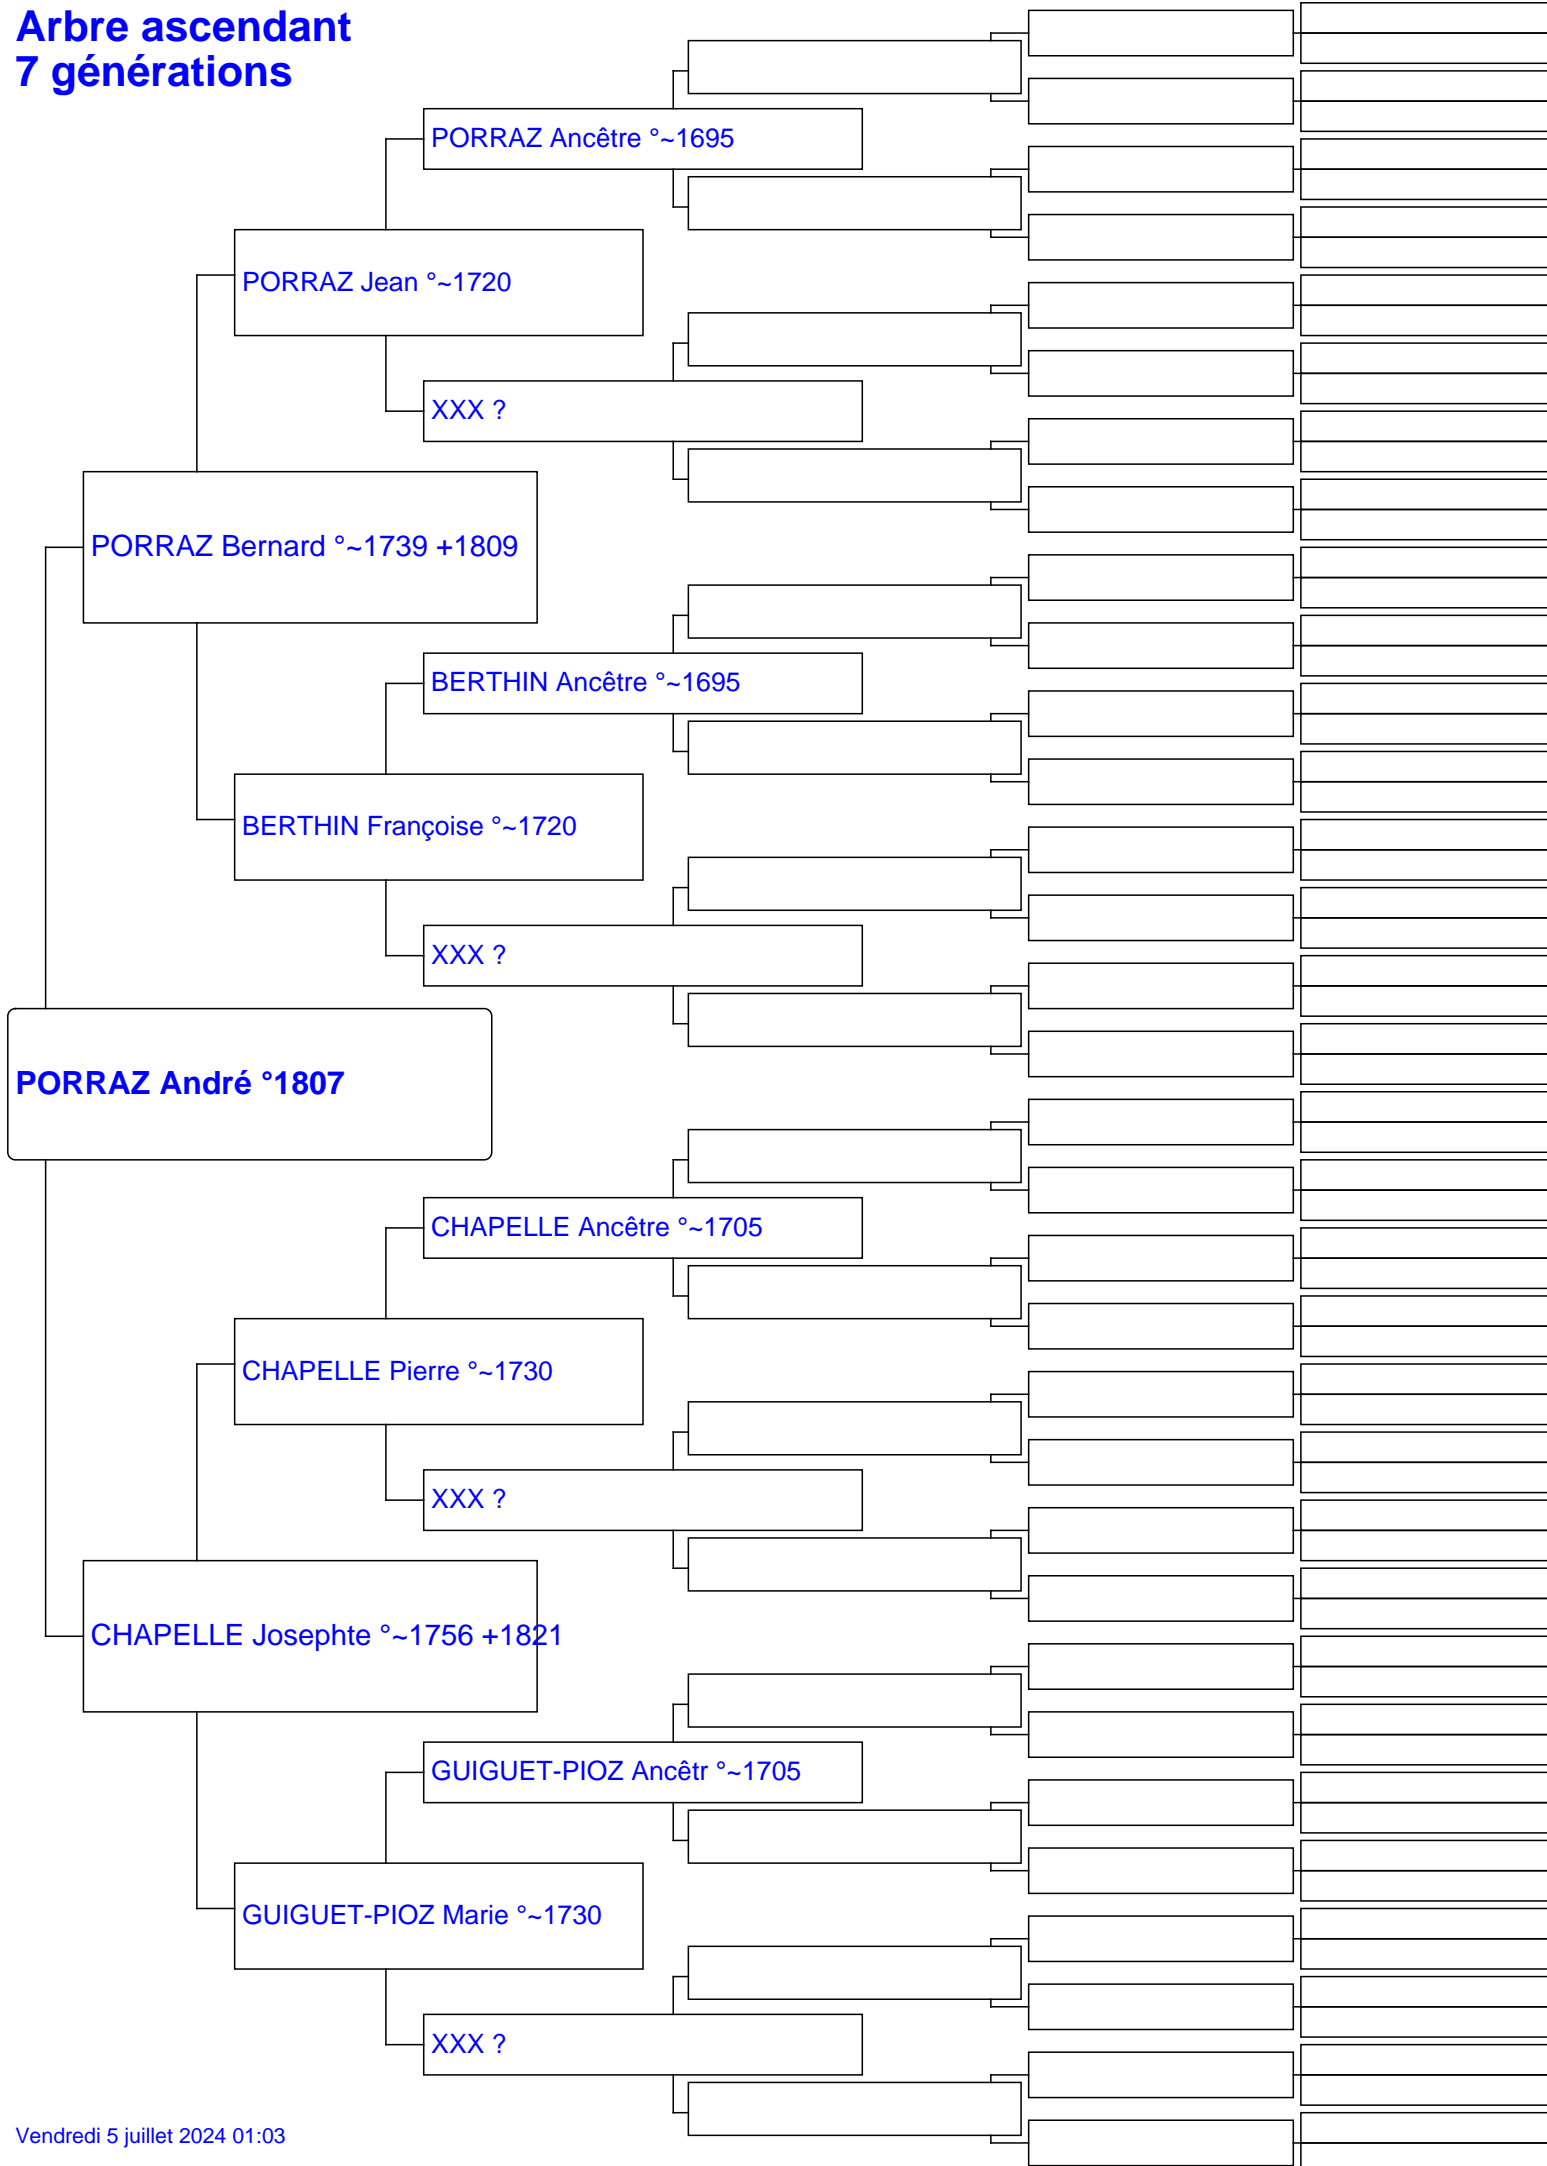 Arbre ascendant
7 générations
PORRAZ Ancêtre °~1695
PORRAZ Jean °~1720
XXX ?
PORRAZ Bernard °~1739 +1809
BERTHIN Ancêtre °~1695
BERTHIN Françoise °~1720
XXX ?
PORRAZ André °1807
CHAPELLE Ancêtre °~1705
CHAPELLE Pierre °~1730
XXX ?
CHAPELLE Josephte °~1756 +1821
GUIGUET-PIOZ Ancêtr °~1705
GUIGUET-PIOZ Marie °~1730
XXX ?
Vendredi 5 juillet 2024 01:03